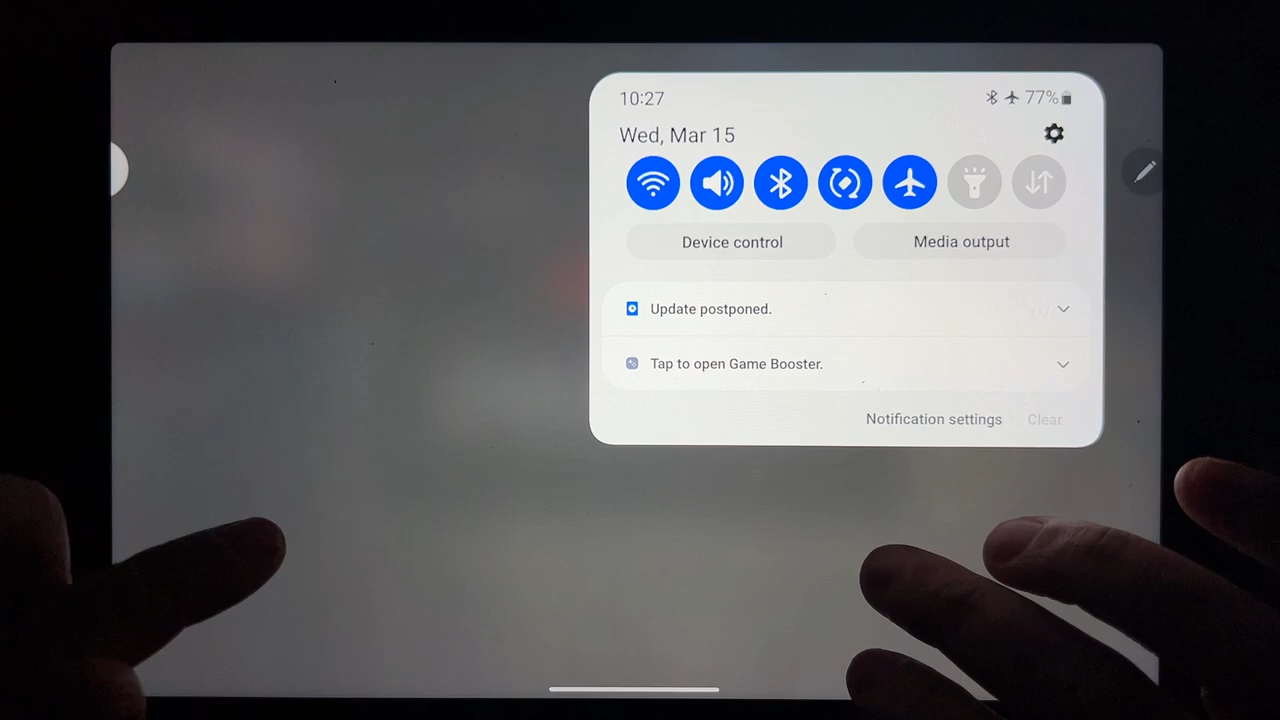 10:27
77%
Wed, Mar 15
Device control
Media output
Update postponed.
Tap to open Game Booster.
Notification settings
Clear